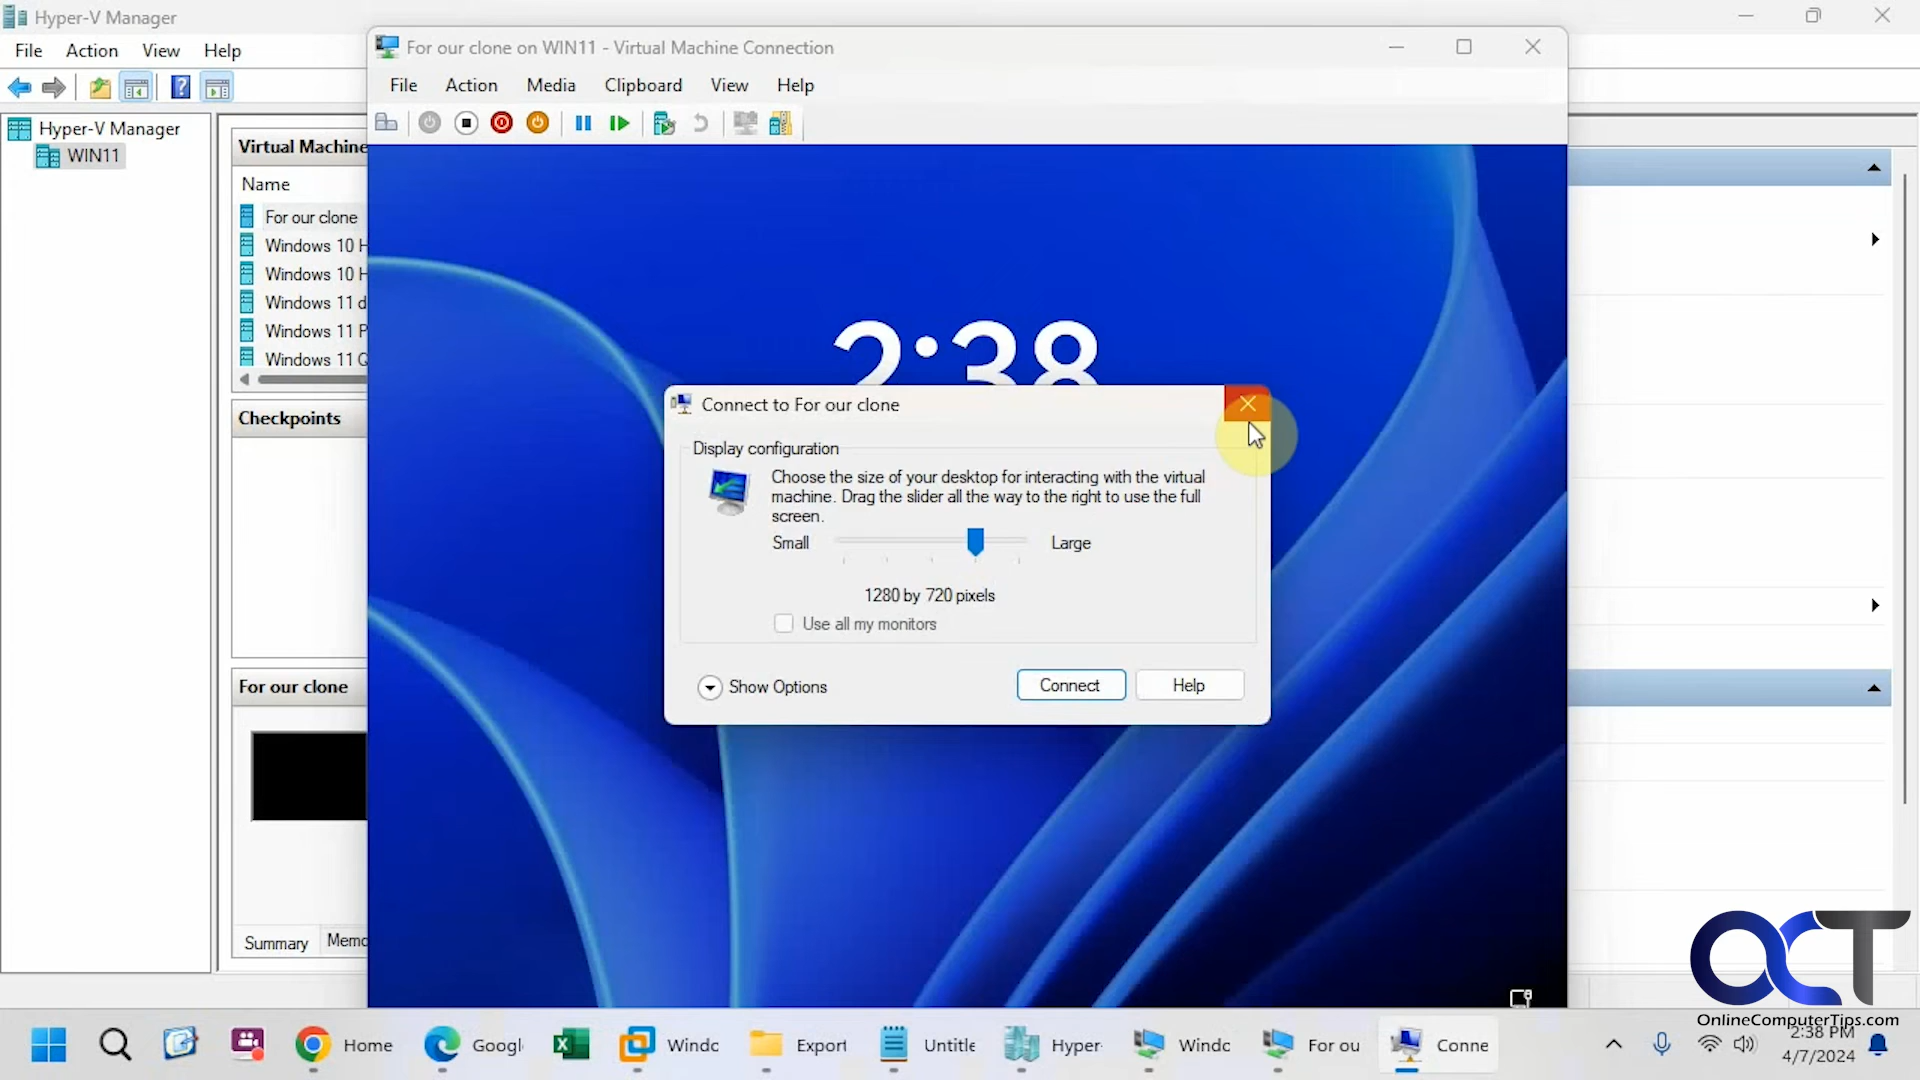 Hyper-V Manager
File Action View Help
Hyper-V Manager
WIN11
Virtual Machine
Name
For our clone
Windows 10 H
Windows 10 H
Windows 11 d
Windows 11 P
Windows 11 Q
Checkpoints
For our clone
Summary Memo
For our clone on WIN11 - Virtual Machine Connection
File Action Media Clipboard View Help
2:38
Connect to For our clone
Display configuration
Choose the size of your desktop for interacting with the virtual
machine. Drag the slider all the way to the right to use the full
screen.
Small Large
1280 by 720 pixels
Use all my monitors
Show Options Connect Help
OCT
OnlineComputerTips.com
Home Googl Windc Export Untitle Hyper- Windc For ou Conne
2:38 PM
4/7/2024